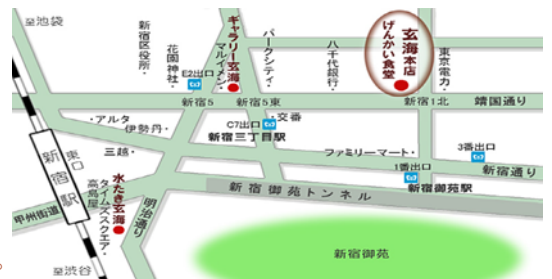 至池袋
新宿区役所・
花園神社・
E2出口
マルイメン・
ギャラリー玄海
パークシティ・
八千代銀行・
玄海本店
げんかい食堂
東京電力・
新宿5
新宿5東
新宿1北
靖国通り
・アルタ
伊勢丹・
・交番
C7出口
新宿三丁目駅
三越・
ファミリーマート・
3番出口
1番出口
新宿通り
新宿御苑駅
東口
新宿駅
水たき玄海
タイムズスクエア・
高島屋
新宿御苑トンネル
甲州街道
明治通り
新宿御苑
至渋谷